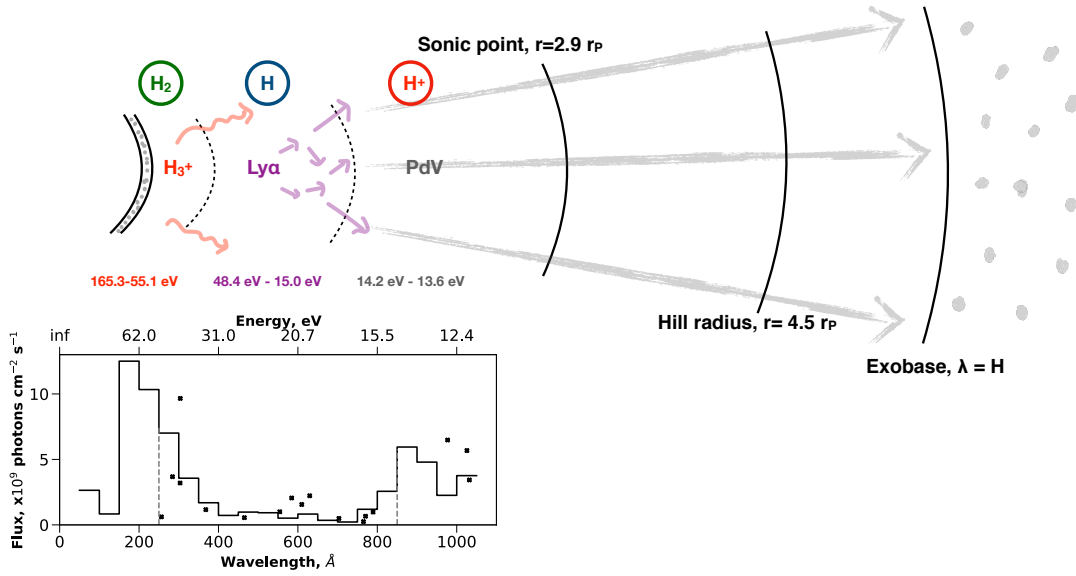 Sonic point, r=2.9 rₚ
H₂
H
H⁺
H₃⁺
Lyα
PdV
165.3-55.1 eV
48.4 eV - 15.0 eV
14.2 eV - 13.6 eV
Hill radius, r= 4.5 rₚ
Exobase, λ = H
Energy, eV
inf
62.0
31.0
20.7
15.5
12.4
Flux, x10⁹ photons cm⁻² s⁻¹
10
5
0
0
200
400
600
800
1000
Wavelength, Å